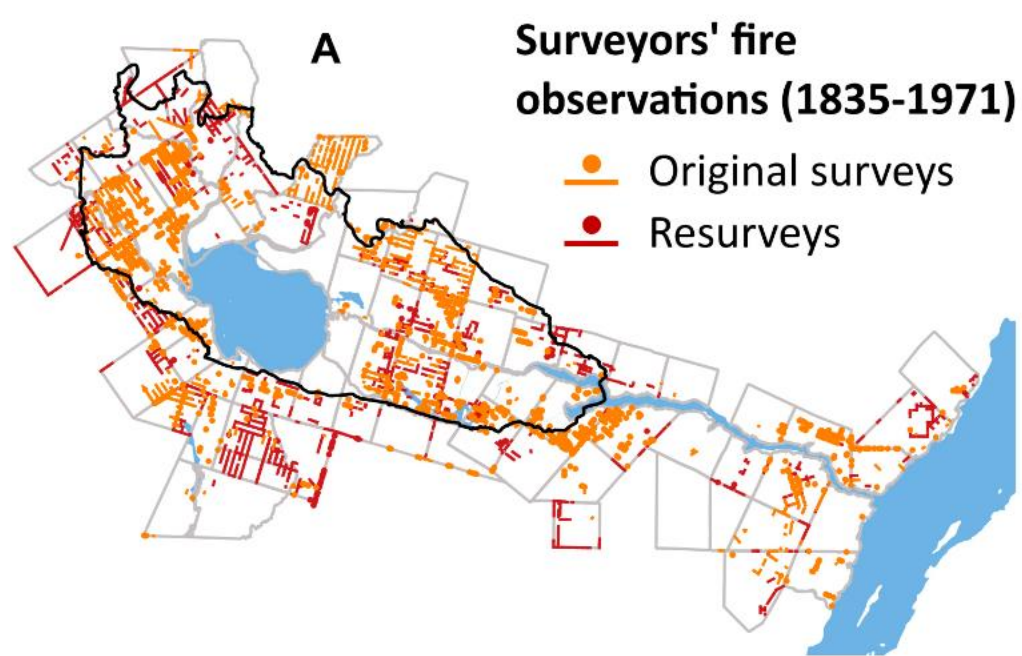 A
Surveyors' fire
observations (1835-1971)
Original surveys
Resurveys